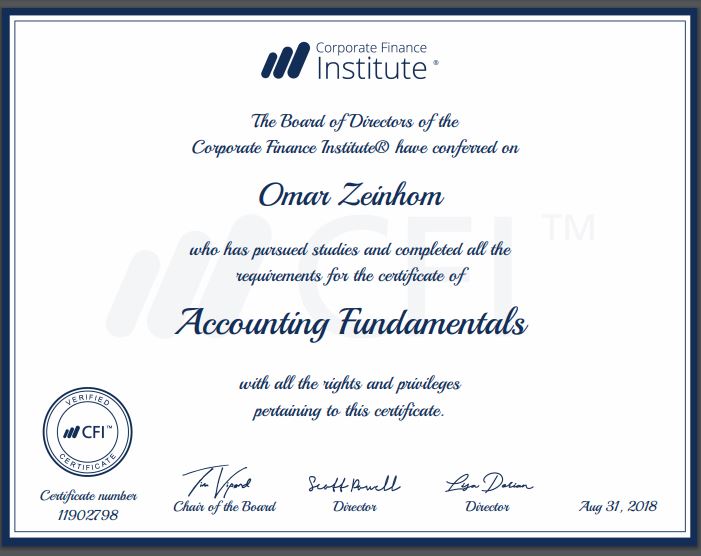 Corporate Finance
Institute®
The Board of Directors of the
Corporate Finance Institute® have conferred on
Omar Zeinhom
CFI™
who has pursued studies and completed all the
requirements for the certificate of
Accounting Fundamentals
with all the rights and privileges
pertaining to this certificate.
VERIFIED
CFI™
CERTIFICATE
Certificate number
11902798
Tim Vipond
Chair of the Board
Scott Powell
Director
Lisa Dorian
Director
Aug 31, 2018